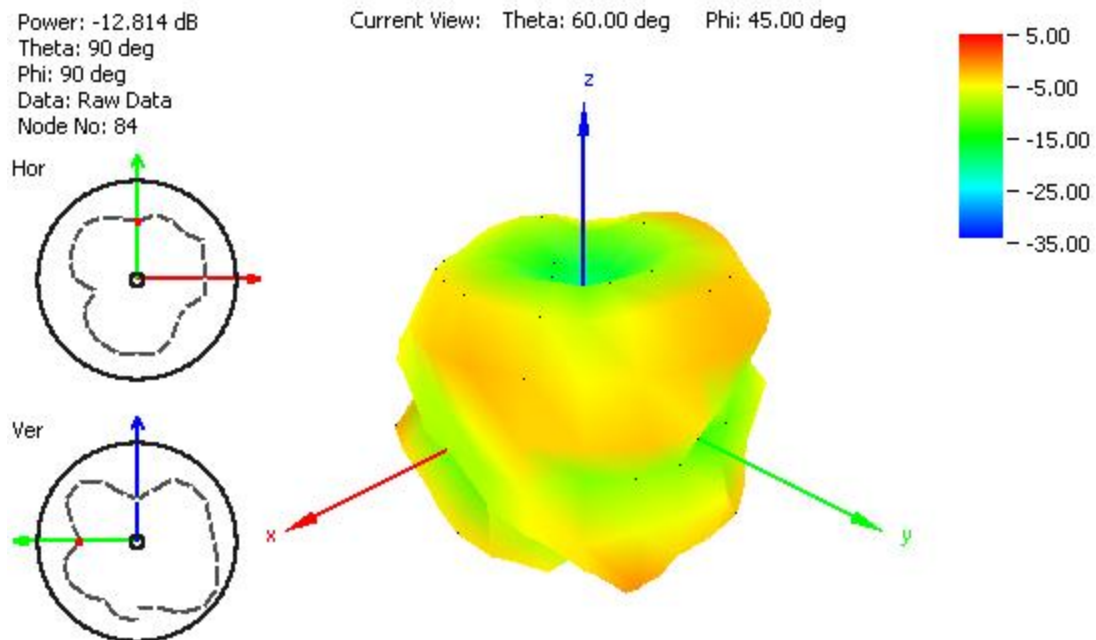 Power: -12.814 dB
Theta: 90 deg
Phi: 90 deg
Data: Raw Data
Node No: 84
Current View: Theta: 60.00 deg Phi: 45.00 deg
5.00
-5.00
-15.00
-25.00
-35.00
Hor
Ver
z
x
y